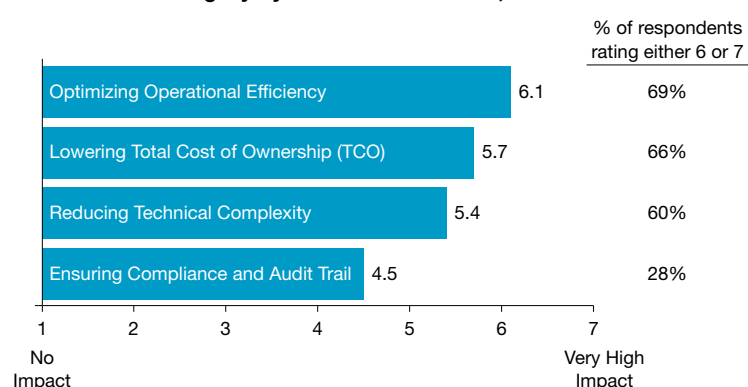 % of respondents
rating either 6 or 7
Optimizing Operational Efficiency 6.1 69%
Lowering Total Cost of Ownership (TCO) 5.7 66%
Reducing Technical Complexity 5.4 60%
Ensuring Compliance and Audit Trail 4.5 28%
1 2 3 4 5 6 7
No Very High
Impact Impact